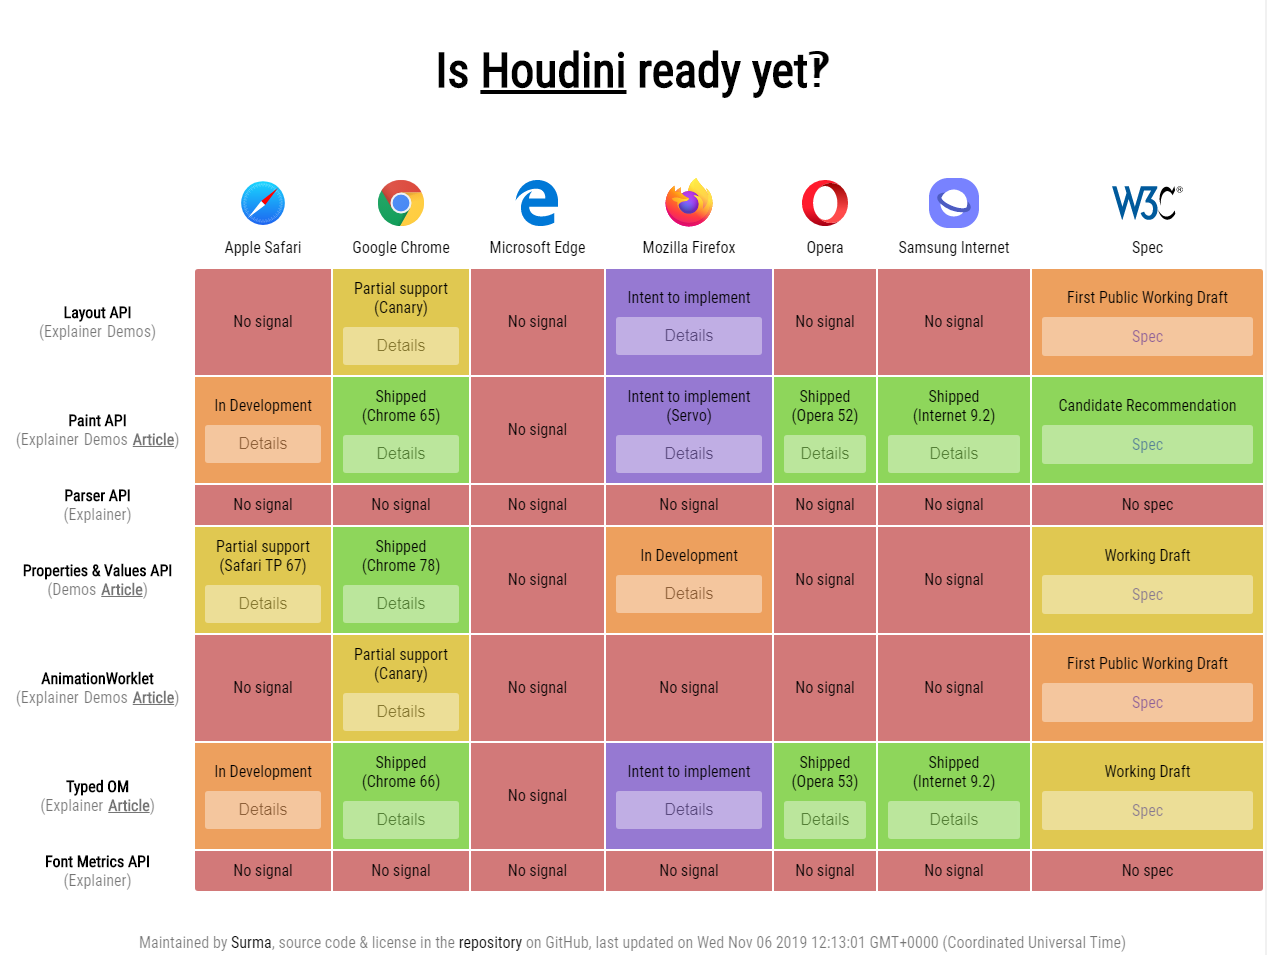 Is Houdini ready yet‽
W3C®
Apple Safari Google Chrome Microsoft Edge Mozilla Firefox Opera Samsung Internet Spec
Layout API
(Explainer Demos)
No signal
Partial support
(Canary)
Details
No signal
Intent to implement
Details
No signal
No signal
First Public Working Draft
Spec
Paint API
(Explainer Demos Article)
In Development
Details
Shipped
(Chrome 65)
Details
No signal
Intent to implement
(Servo)
Details
Shipped
(Opera 52)
Details
Shipped
(Internet 9.2)
Details
Candidate Recommendation
Spec
Parser API
(Explainer)
No signal
No signal
No signal
No signal
No signal
No signal
No spec
Properties & Values API
(Demos Article)
Partial support
(Safari TP 67)
Details
Shipped
(Chrome 78)
Details
No signal
In Development
Details
No signal
No signal
Working Draft
Spec
AnimationWorklet
(Explainer Demos Article)
No signal
Partial support
(Canary)
Details
No signal
No signal
No signal
No signal
First Public Working Draft
Spec
Typed OM
(Explainer Article)
In Development
Details
Shipped
(Chrome 66)
Details
No signal
Intent to implement
Details
Shipped
(Opera 53)
Details
Shipped
(Internet 9.2)
Details
Working Draft
Spec
Font Metrics API
(Explainer)
No signal
No signal
No signal
No signal
No signal
No signal
No spec
Maintained by Surma, source code & license in the repository on GitHub, last updated on Wed Nov 06 2019 12:13:01 GMT+0000 (Coordinated Universal Time)